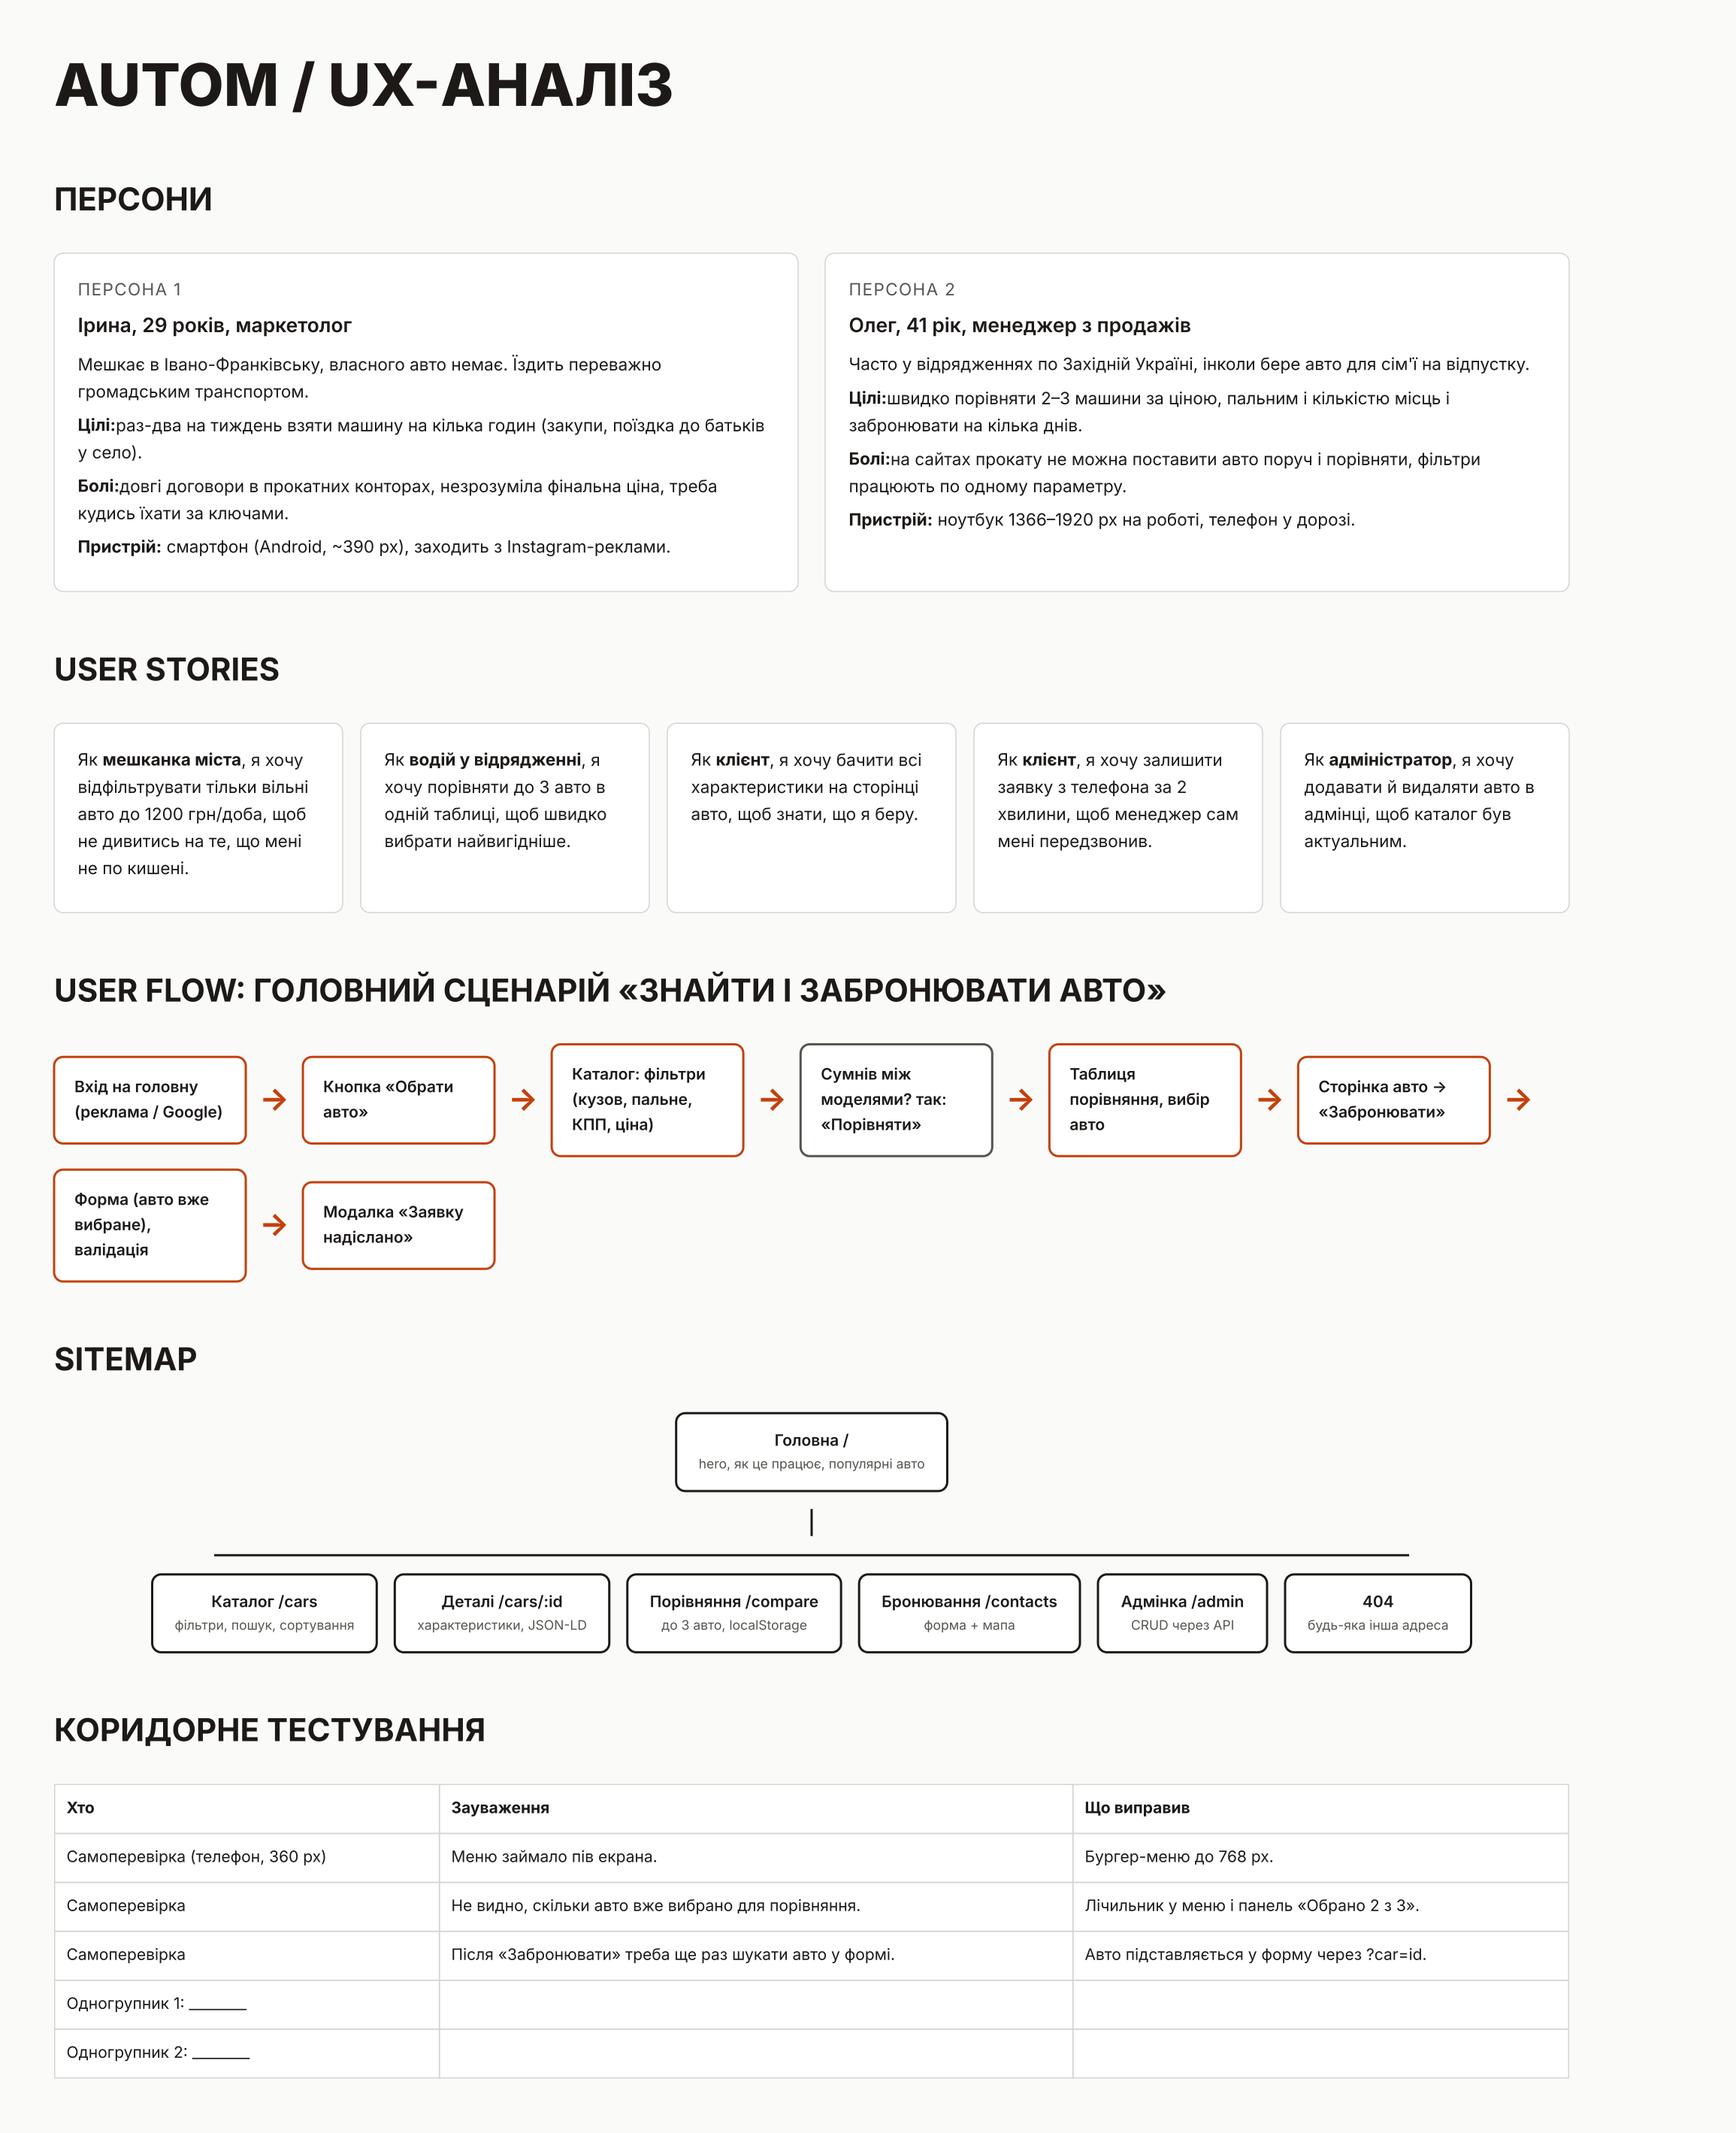 AUTOM / UX-АНАЛІЗ
ПЕРСОНИ
ПЕРСОНА 1
Ірина, 29 років, маркетолог
Мешкає в Івано-Франківську, власного авто немає. Їздить переважно
громадським транспортом.
Цілі:раз-два на тиждень взяти машину на кілька годин (закупи, поїздка до батьків
у село).
Болі:довгі договори в прокатних конторах, незрозуміла фінальна ціна, треба
кудись їхати за ключами.
Пристрій: смартфон (Android, ~390 px), заходить з Instagram-реклами.
ПЕРСОНА 2
Олег, 41 рік, менеджер з продажів
Часто у відрядженнях по Західній Україні, інколи бере авто для сім'ї на відпустку.
Цілі:швидко порівняти 2–3 машини за ціною, пальним і кількістю місць і
забронювати на кілька днів.
Болі:на сайтах прокату не можна поставити авто поруч і порівняти, фільтри
працюють по одному параметру.
Пристрій: ноутбук 1366–1920 px на роботі, телефон у дорозі.
USER STORIES
Як мешканка міста, я хочу
відфільтрувати тільки вільні
авто до 1200 грн/доба, щоб
не дивитись на те, що мені
не по кишені.
Як водій у відрядженні, я
хочу порівняти до 3 авто в
одній таблиці, щоб швидко
вибрати найвигідніше.
Як клієнт, я хочу бачити всі
характеристики на сторінці
авто, щоб знати, що я беру.
Як клієнт, я хочу залишити
заявку з телефона за 2
хвилини, щоб менеджер сам
мені передзвонив.
Як адміністратор, я хочу
додавати й видаляти авто в
адмінці, щоб каталог був
актуальним.
USER FLOW: ГОЛОВНИЙ СЦЕНАРІЙ «ЗНАЙТИ І ЗАБРОНЮВАТИ АВТО»
Вхід на головну
(реклама / Google)
→
Кнопка «Обрати
авто»
→
Каталог: фільтри
(кузов, пальне,
КПП, ціна)
→
Сумнів між
моделями? так:
«Порівняти»
→
Таблиця
порівняння, вибір
авто
→
Сторінка авто →
«Забронювати»
→
Форма (авто вже
вибране),
валідація
→
Модалка «Заявку
надіслано»
SITEMAP
Головна /
hero, як це працює, популярні авто
Каталог /cars
фільтри, пошук, сортування
Деталі /cars/:id
характеристики, JSON-LD
Порівняння /compare
до 3 авто, localStorage
Бронювання /contacts
форма + мапа
Адмінка /admin
CRUD через API
404
будь-яка інша адреса
КОРИДОРНЕ ТЕСТУВАННЯ
Хто Зауваження Що виправив
Самоперевірка (телефон, 360 px) Меню займало пів екрана. Бургер-меню до 768 px.
Самоперевірка Не видно, скільки авто вже вибрано для порівняння. Лічильник у меню і панель «Обрано 2 з 3».
Самоперевірка Після «Забронювати» треба ще раз шукати авто у формі. Авто підставляється у форму через ?car=id.
Одногрупник 1: _______
Одногрупник 2: _______